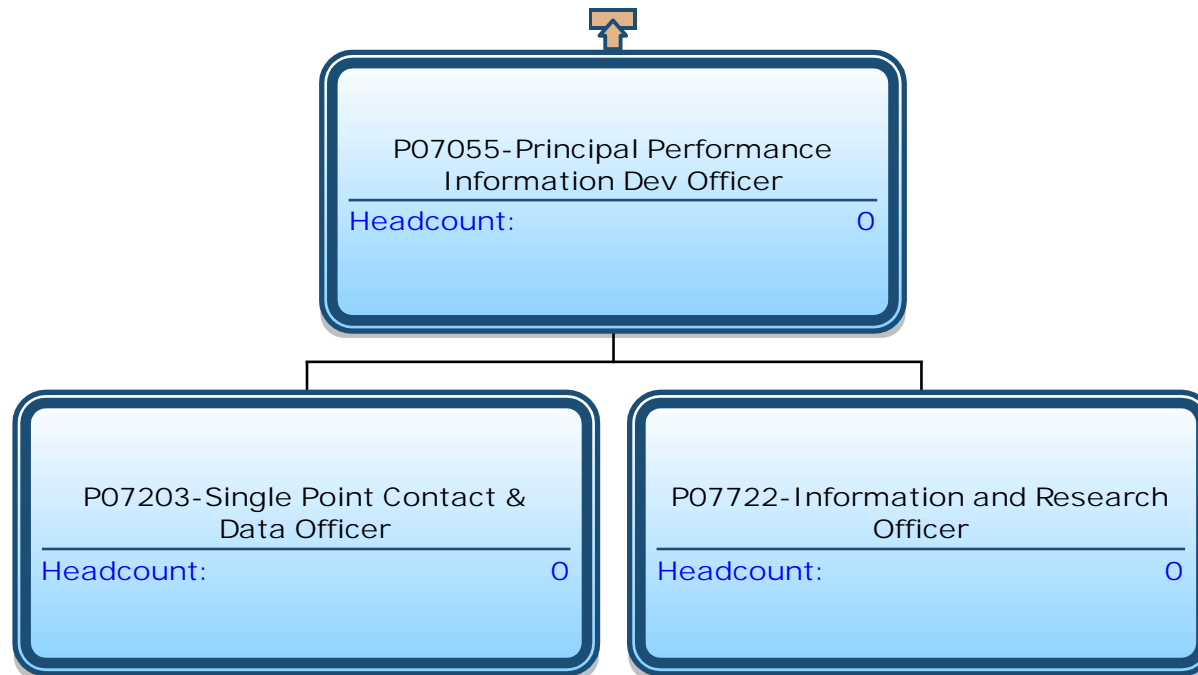 P07055-Principal Performance
Information Dev Officer
Headcount: 0
P07203-Single Point Contact &
Data Officer
Headcount: 0
P07722-Information and Research
Officer
Headcount: 0